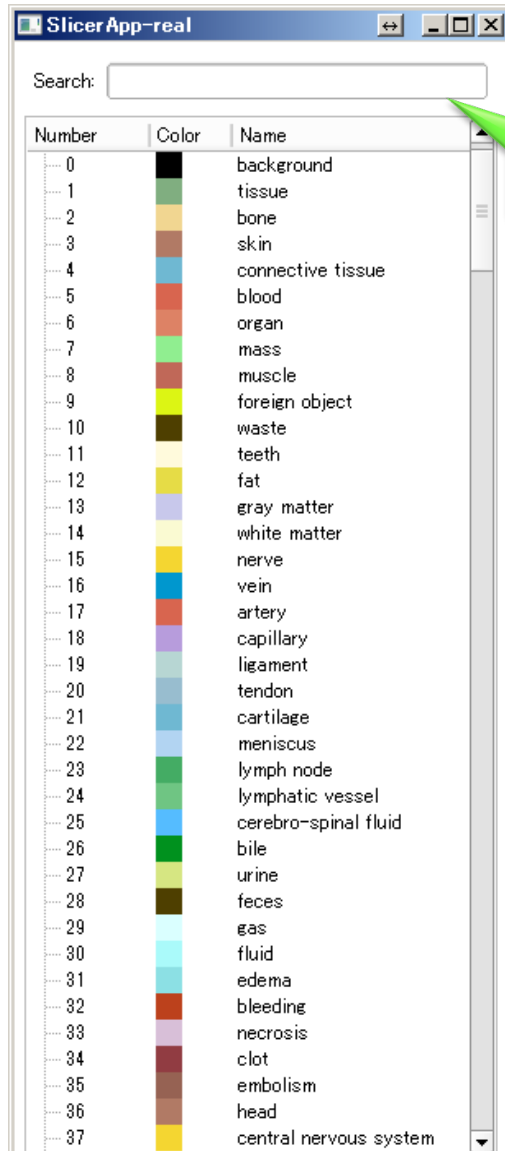 SlicerApp-real
Search:
Number Color Name
0 background
1 tissue
2 bone
3 skin
4 connective tissue
5 blood
6 organ
7 mass
8 muscle
9 foreign object
10 waste
11 teeth
12 fat
13 gray matter
14 white matter
15 nerve
16 vein
17 artery
18 capillary
19 ligament
20 tendon
21 cartilage
22 meniscus
23 lymph node
24 lymphatic vessel
25 cerebro-spinal fluid
26 bile
27 urine
28 feces
29 gas
30 fluid
31 edema
32 bleeding
33 necrosis
34 clot
35 embolism
36 head
37 central nervous system